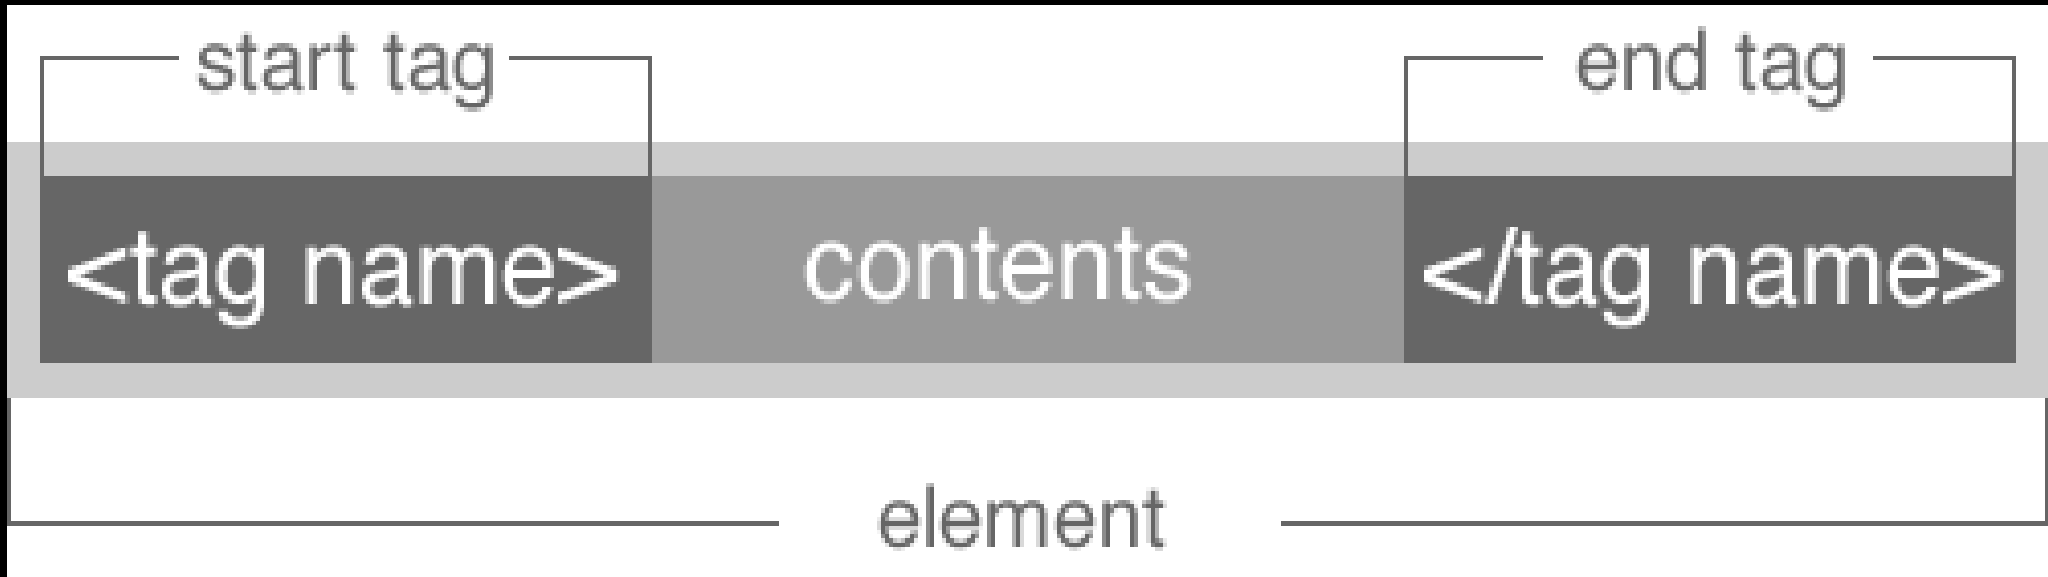 start tag end tag
<tag name> contents </tag name>
element